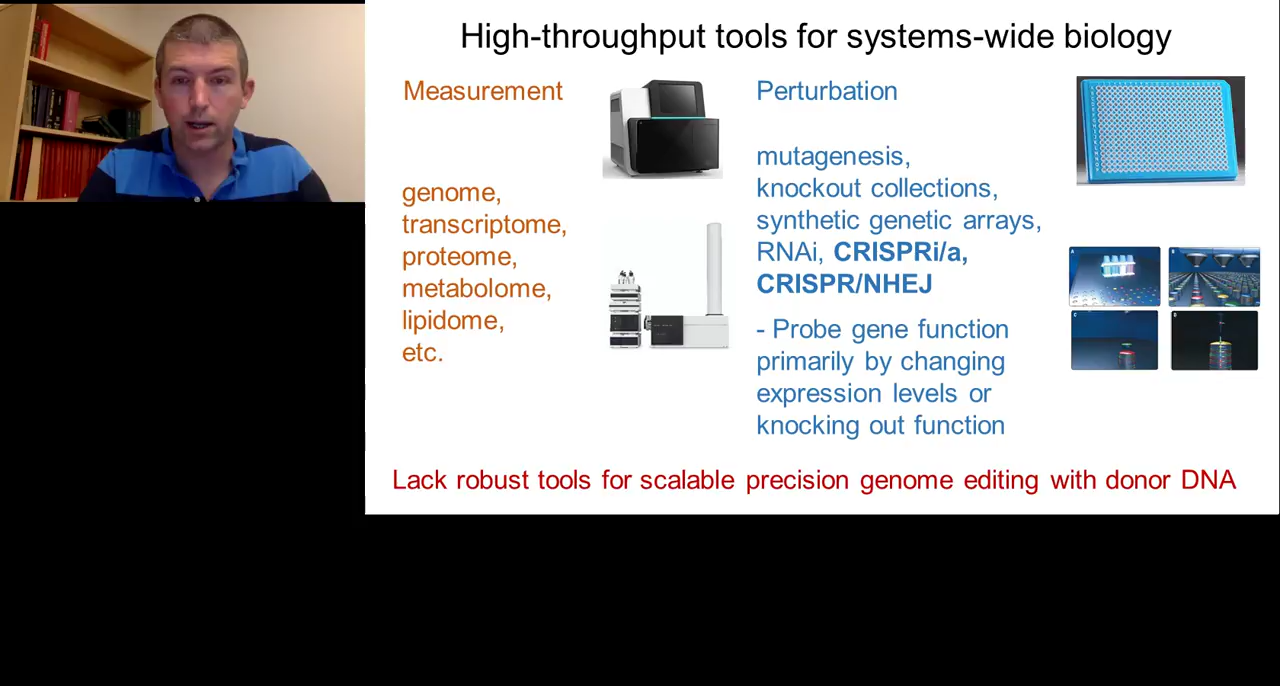 High-throughput tools for systems-wide biology
Measurement
genome,
transcriptome,
proteome,
metabolome,
lipidome,
etc.
Perturbation
mutagenesis,
knockout collections,
synthetic genetic arrays,
RNAi, CRISPRi/a,
CRISPR/NHEJ
- Probe gene function
primarily by changing
expression levels or
knocking out function
Lack robust tools for scalable precision genome editing with donor DNA